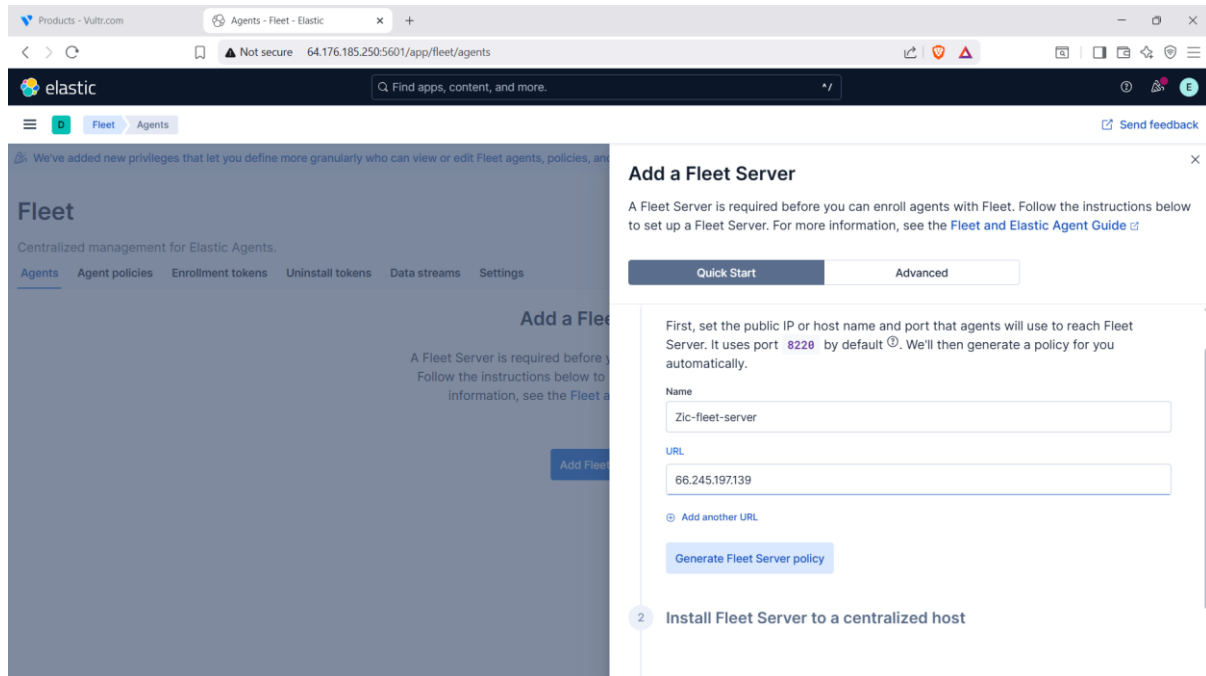 Products - Vultr.com
Agents - Fleet - Elastic
Not secure 64.176.185.250:5601/app/fleet/agents
elastic
Find apps, content, and more.
^/
E
D
Fleet
Agents
Send feedback
We've added new privileges that let you define more granularly who can view or edit Fleet agents, policies, and
Fleet
Centralized management for Elastic Agents.
Agents
Agent policies
Enrollment tokens
Uninstall tokens
Data streams
Settings
Add a Flee
A Fleet Server is required before y
Follow the instructions below to
information, see the Fleet a
Add Fleet
Add a Fleet Server
A Fleet Server is required before you can enroll agents with Fleet. Follow the instructions below
to set up a Fleet Server. For more information, see the Fleet and Elastic Agent Guide
Quick Start
Advanced
First, set the public IP or host name and port that agents will use to reach Fleet
Server. It uses port 8220 by default. We'll then generate a policy for you
automatically.
Name
Zic-fleet-server
URL
66.245.197.139
Add another URL
Generate Fleet Server policy
2
Install Fleet Server to a centralized host